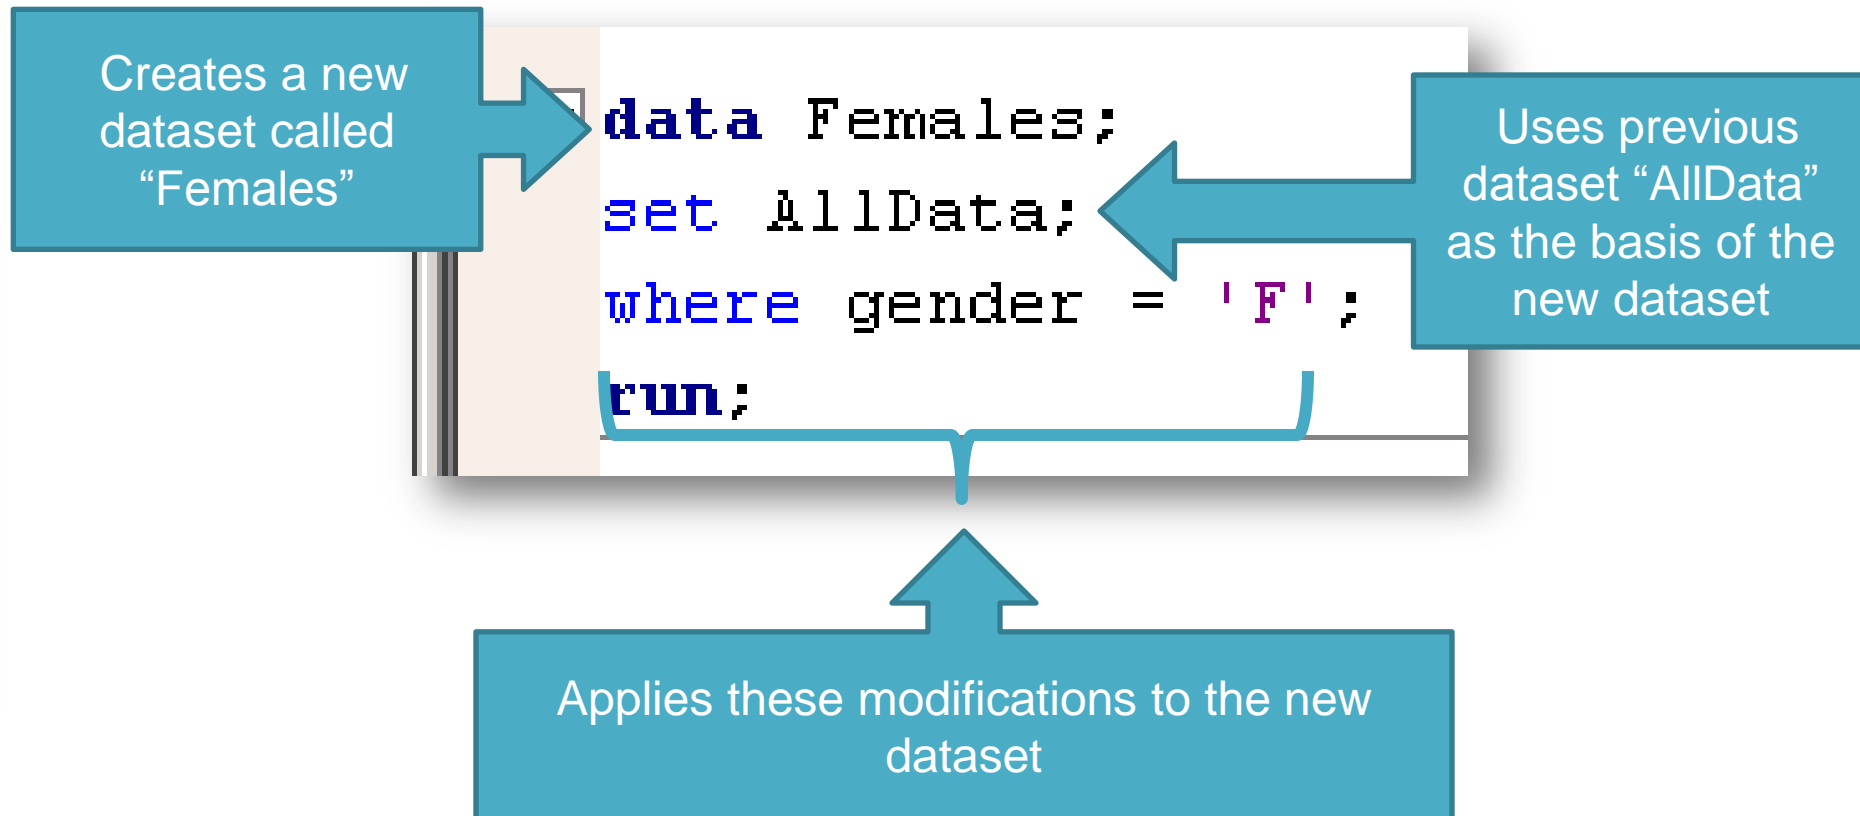 Creates a new
dataset called
“Females”
data Females;
set AllData;
where gender = 'F';
run;
Uses previous
dataset “AllData”
as the basis of the
new dataset
Applies these modifications to the new
dataset